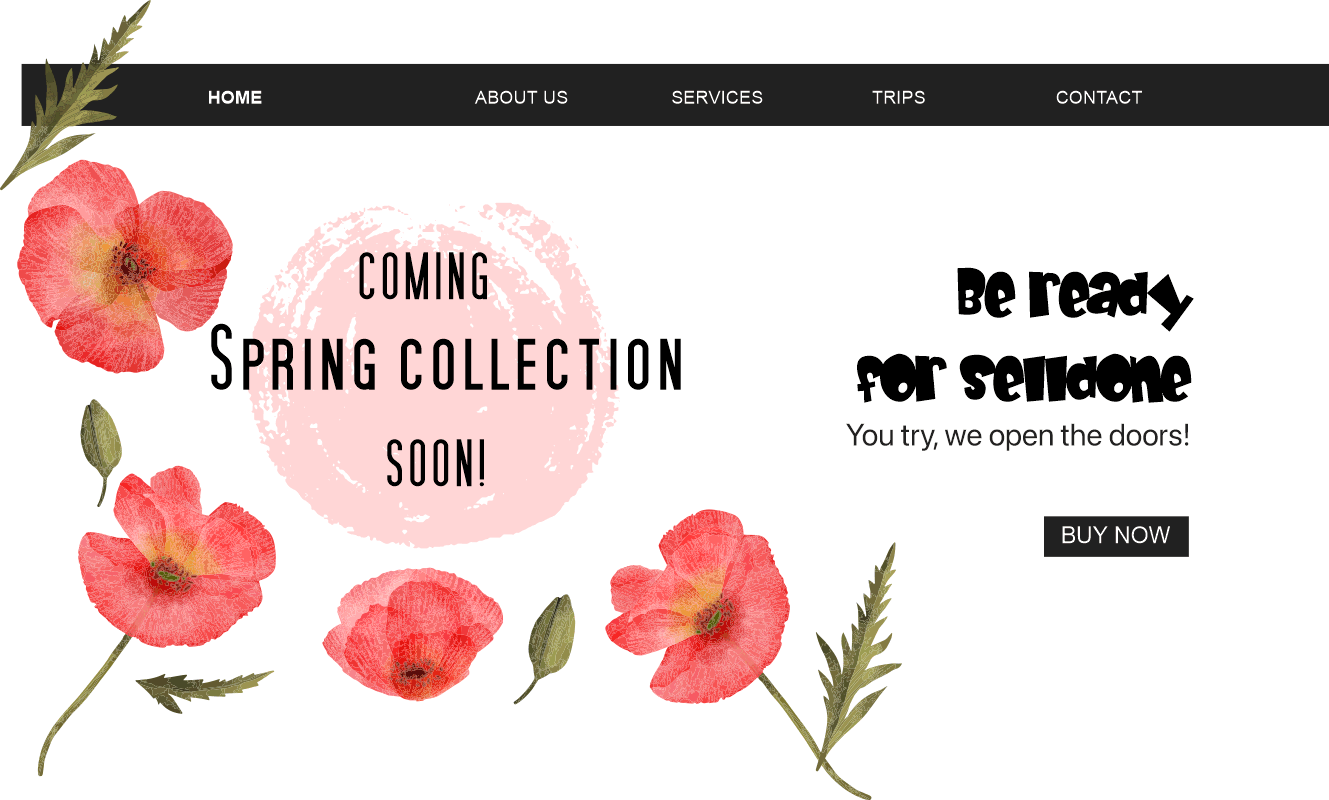 HOME ABOUT US SERVICES TRIPS CONTACT
COMING
SPRING COLLECTION
SOON!
Be ready
for selldone
You try, we open the doors!
BUY NOW